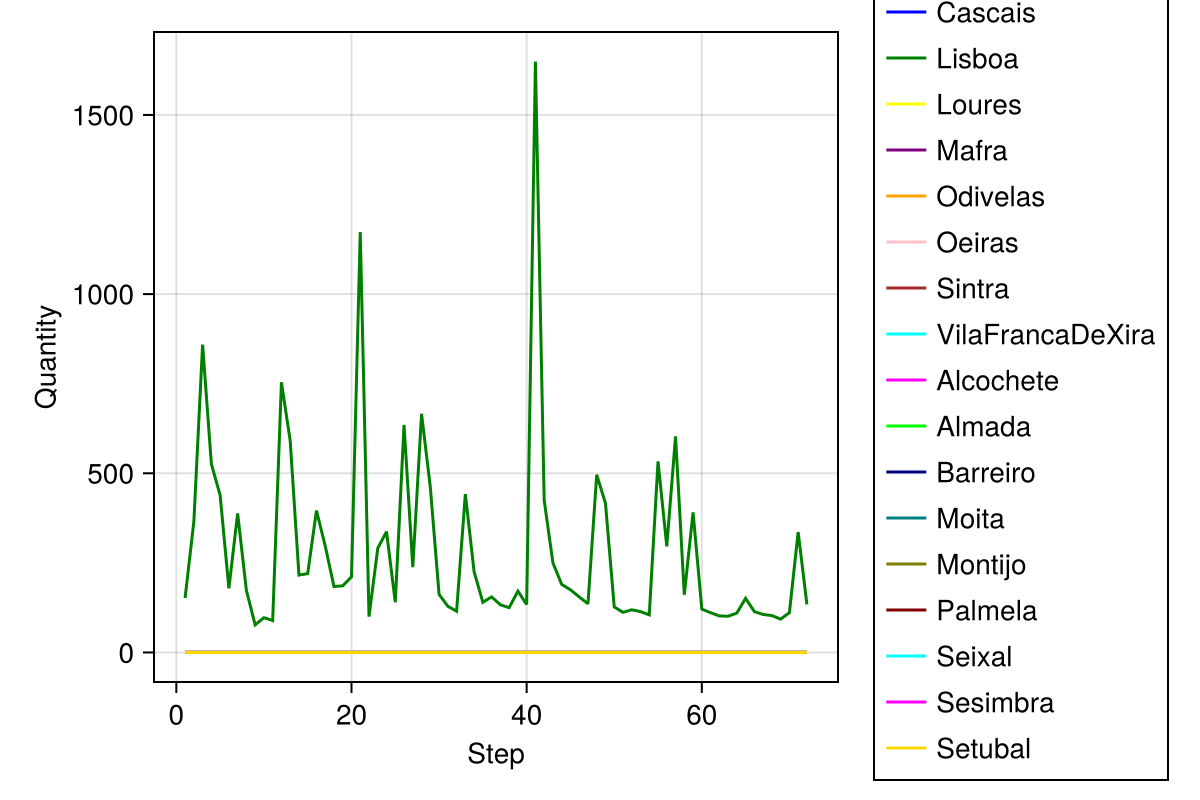 1500
1000
500
0
Quantity
0 20 40 60
Step
Cascais
Lisboa
Loures
Mafra
Odivelas
Oeiras
Sintra
VilaFrancaDeXira
Alcochete
Almada
Barreiro
Moita
Montijo
Palmela
Seixal
Sesimbra
Setubal